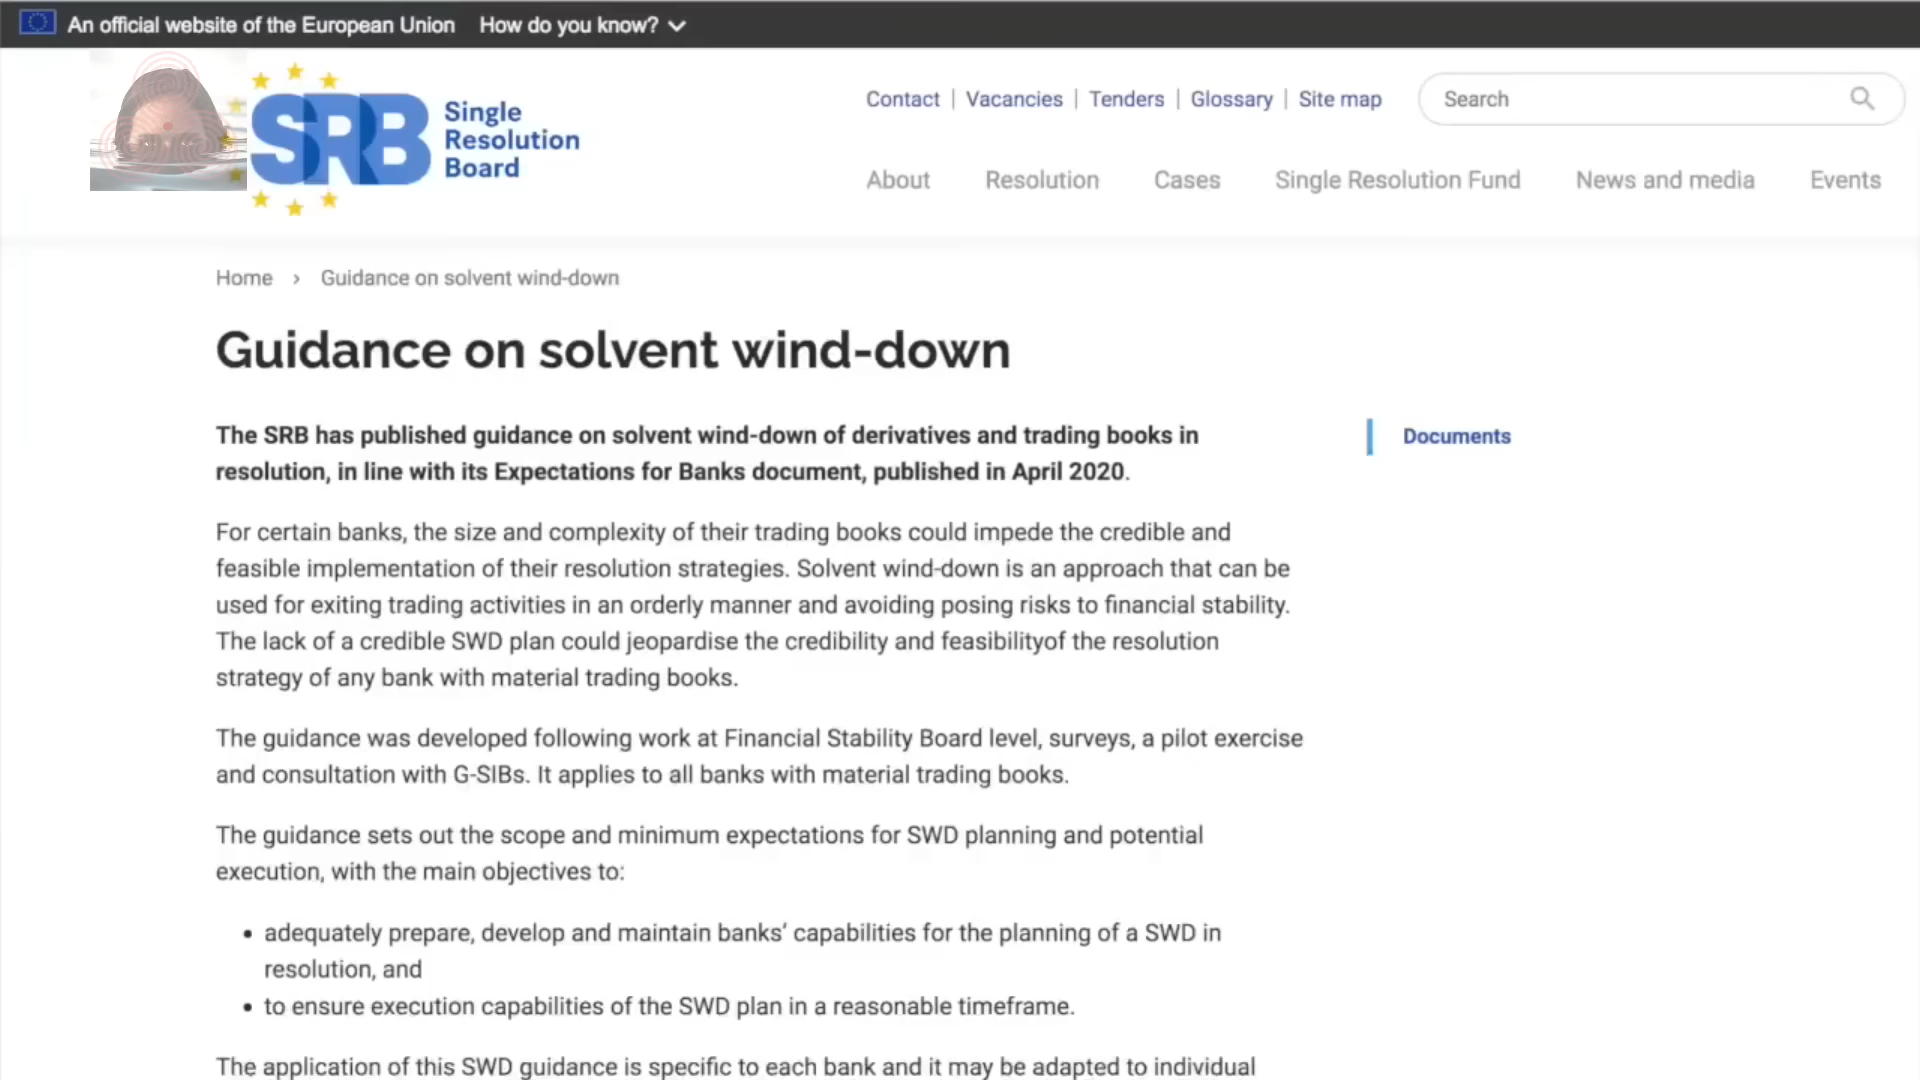 An official website of the European Union How do you know?
SRB Single
Resolution
Board
Contact | Vacancies | Tenders | Glossary | Site map
Search
About Resolution Cases Single Resolution Fund News and media Events
Home › Guidance on solvent wind-down
Guidance on solvent wind-down
The SRB has published guidance on solvent wind-down of derivatives and trading books in
resolution, in line with its Expectations for Banks document, published in April 2020.
Documents
For certain banks, the size and complexity of their trading books could impede the credible and
feasible implementation of their resolution strategies. Solvent wind-down is an approach that can be
used for exiting trading activities in an orderly manner and avoiding posing risks to financial stability.
The lack of a credible SWD plan could jeopardise the credibility and feasibilityof the resolution
strategy of any bank with material trading books.
The guidance was developed following work at Financial Stability Board level, surveys, a pilot exercise
and consultation with G-SIBs. It applies to all banks with material trading books.
The guidance sets out the scope and minimum expectations for SWD planning and potential
execution, with the main objectives to:
• adequately prepare, develop and maintain banks’ capabilities for the planning of a SWD in
resolution, and
• to ensure execution capabilities of the SWD plan in a reasonable timeframe.
The application of this SWD guidance is specific to each bank and it may be adapted to individual